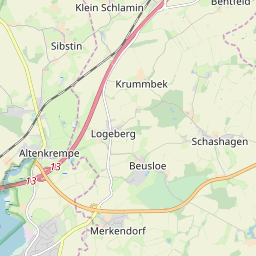 Bentfeld
Klein Schlamin
Sibstin
Krummbek
Logeberg
Schashagen
Altenkrempe
13
Beusloe
13
Merkendorf